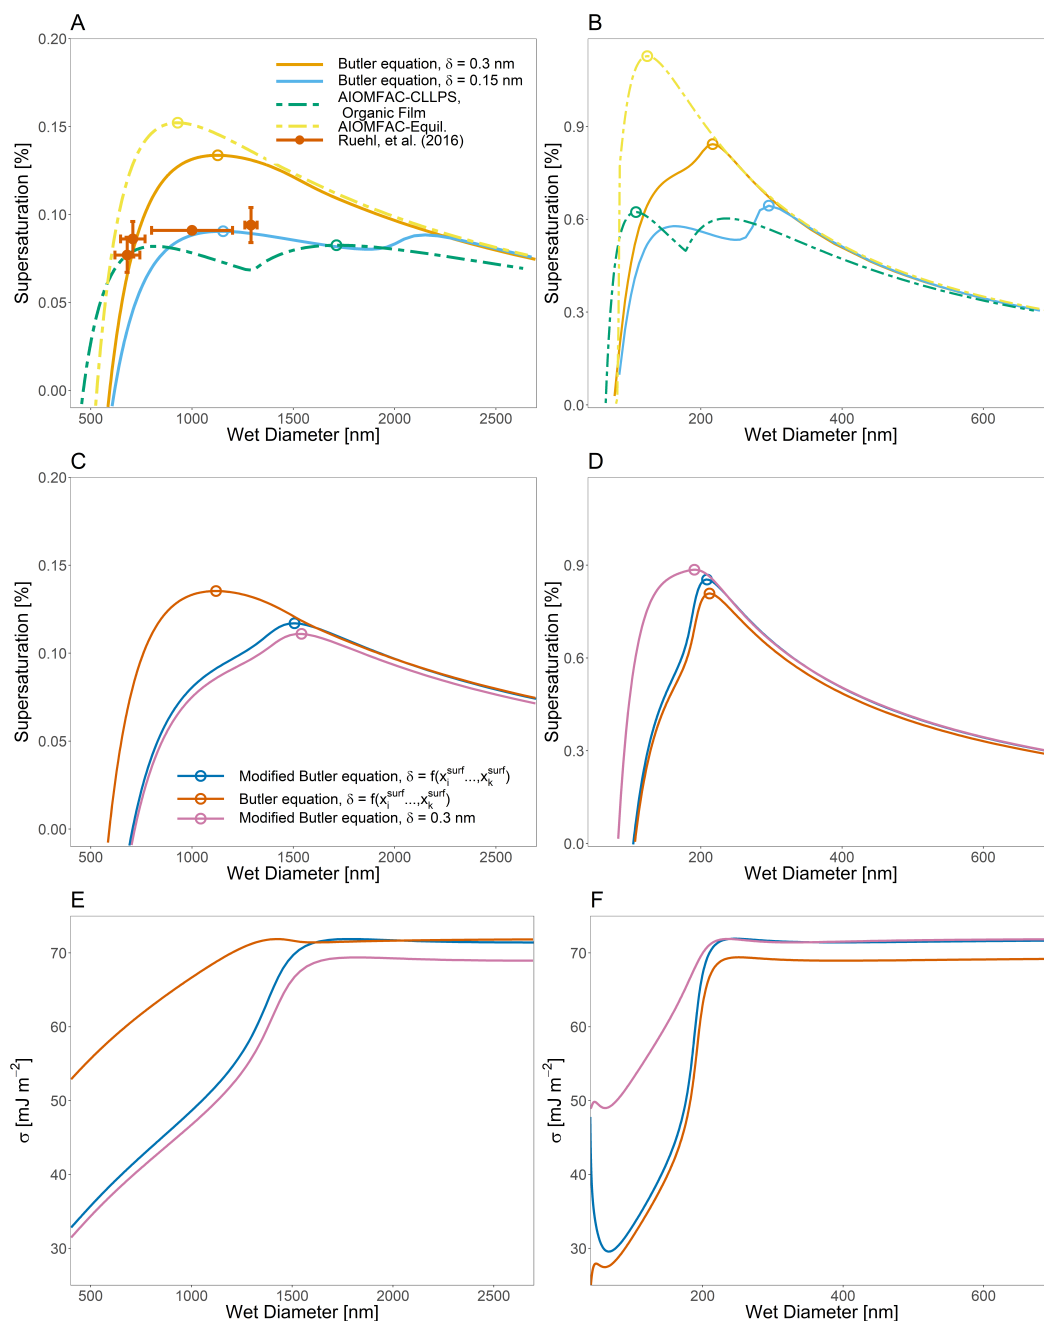 A
B
0.20
0.15
0.10
0.05
0.00
Supersaturation [%]
Butler equation, δ = 0.3 nm
Butler equation, δ = 0.15 nm
AIOMFAC-CLLPS,
Organic Film
AIOMFAC-Equil.
Ruehl, et al. (2016)
500 1000 1500 2000 2500
Wet Diameter [nm]
0.9
0.6
0.3
0.0
Supersaturation [%]
200 400 600
Wet Diameter [nm]
C
D
0.20
0.15
0.10
0.05
0.00
Supersaturation [%]
Modified Butler equation, δ = f(x_i^surf...,x_k^surf)
Butler equation, δ = f(x_i^surf...,x_k^surf)
Modified Butler equation, δ = 0.3 nm
500 1000 1500 2000 2500
Wet Diameter [nm]
0.9
0.6
0.3
0.0
Supersaturation [%]
200 400 600
Wet Diameter [nm]
E
F
70
60
50
40
30
σ [mJ m⁻²]
500 1000 1500 2000 2500
Wet Diameter [nm]
70
60
50
40
30
σ [mJ m⁻²]
200 400 600
Wet Diameter [nm]